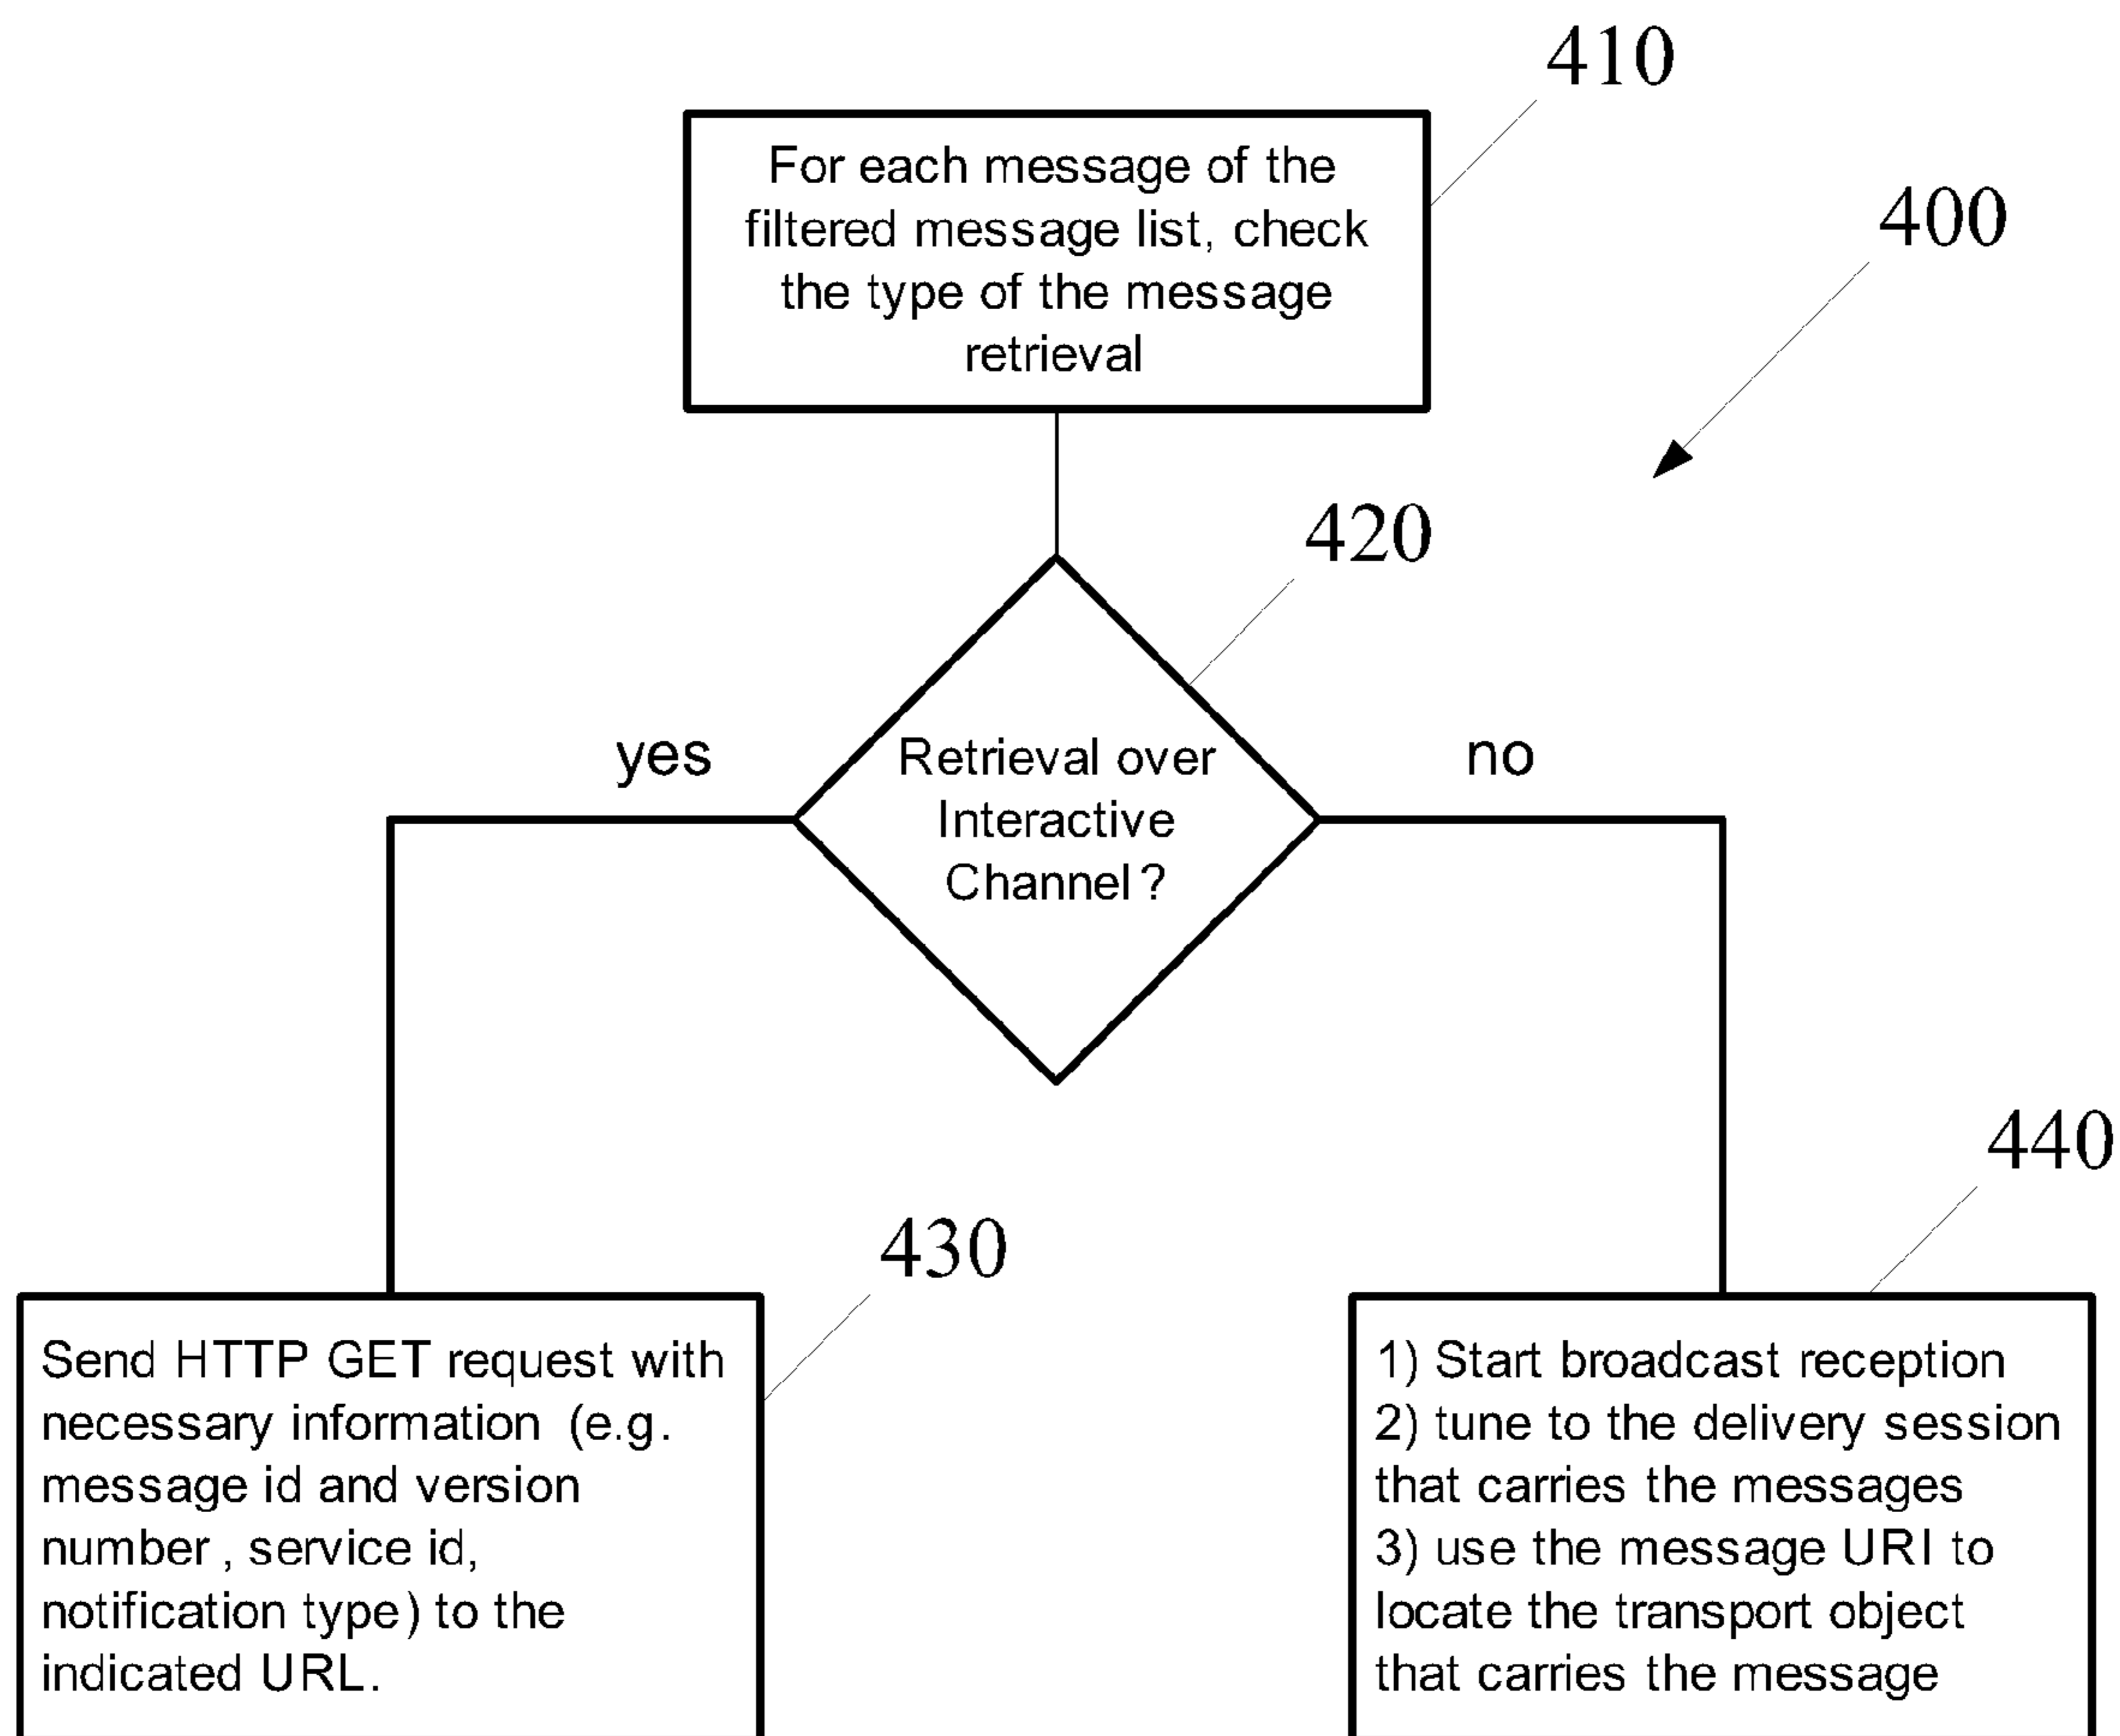 410
For each message of the
filtered message list, check
the type of the message
retrieval
400
420
yes
Retrieval over
Interactive
Channel ?
no
440
430
Send HTTP GET request with
necessary information (e.g.
message id and version
number , service id,
notification type) to the
indicated URL.
1) Start broadcast reception
2) tune to the delivery session
that carries the messages
3) use the message URI to
locate the transport object
that carries the message